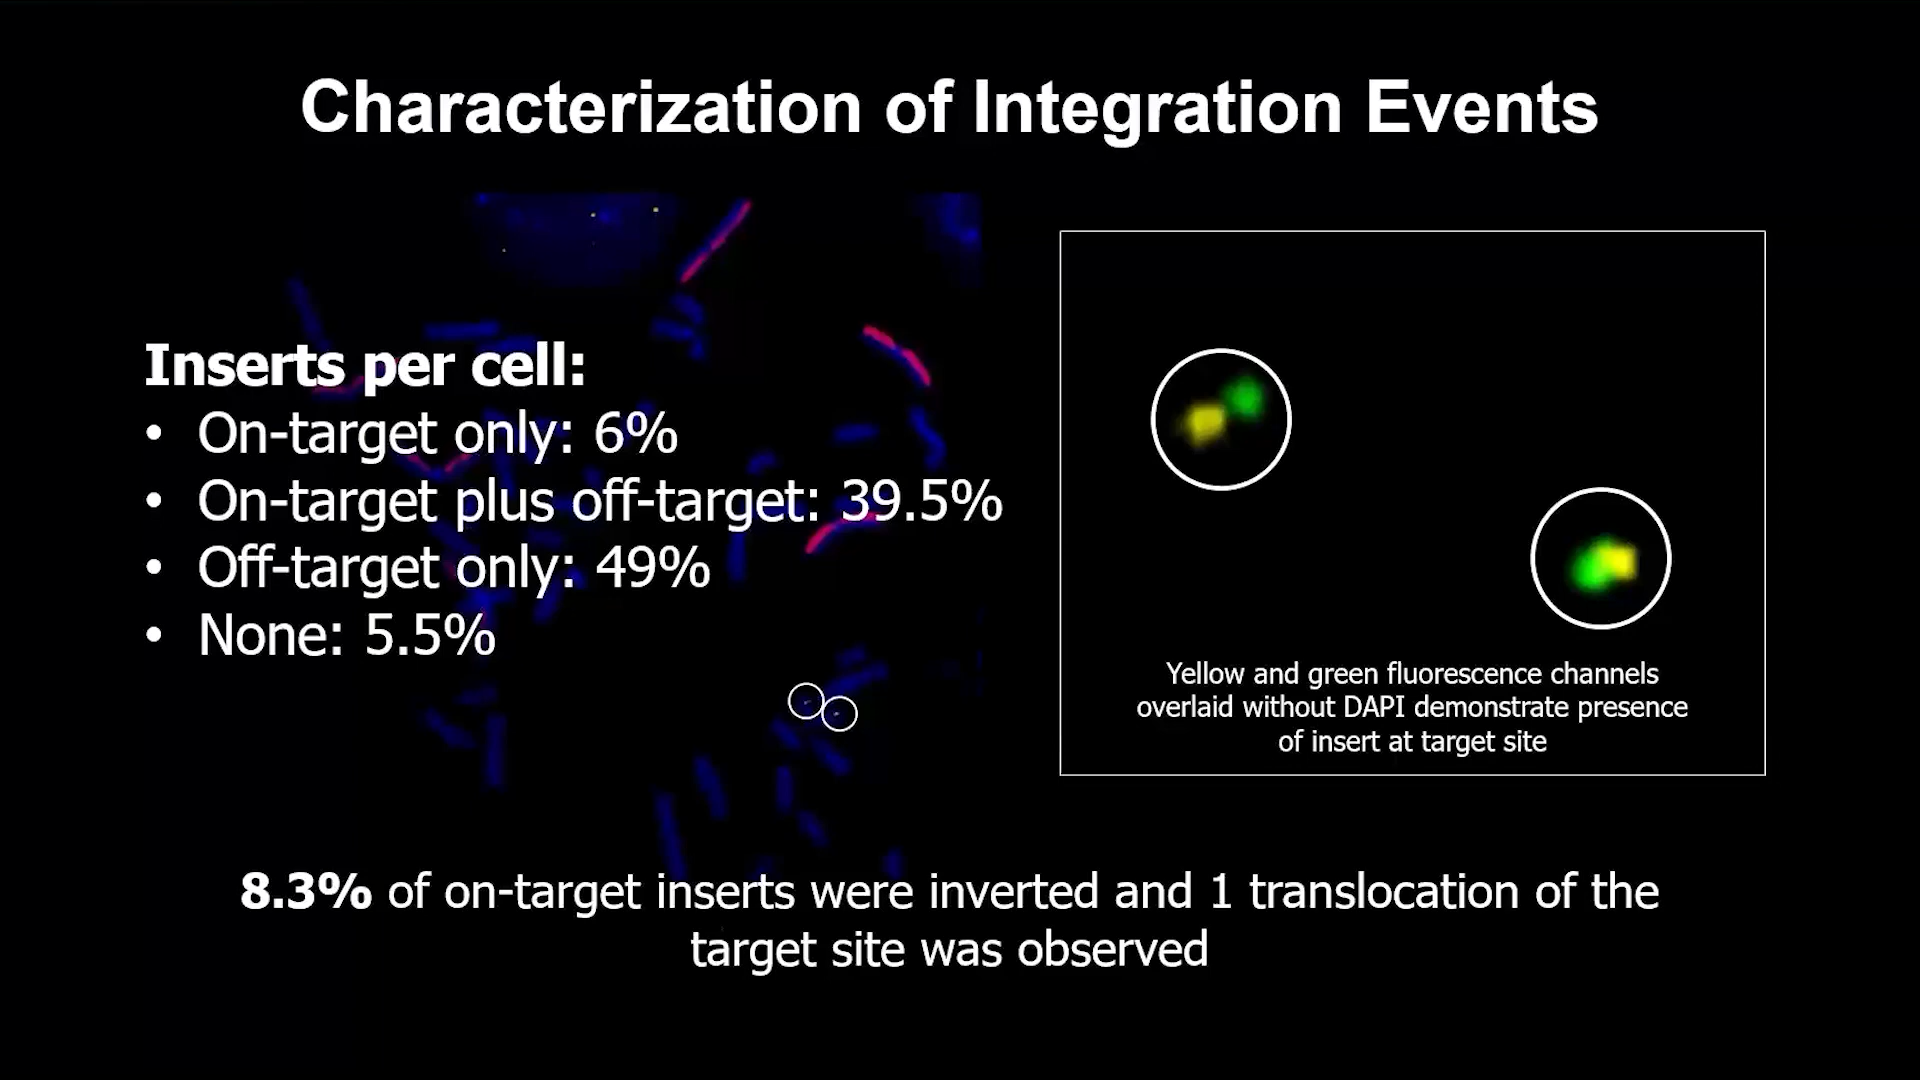 Characterization of Integration Events
Inserts per cell:
• On-target only: 6%
• On-target plus off-target: 39.5%
• Off-target only: 49%
• None: 5.5%
Yellow and green fluorescence channels
overlaid without DAPI demonstrate presence
of insert at target site
8.3% of on-target inserts were inverted and 1 translocation of the
target site was observed